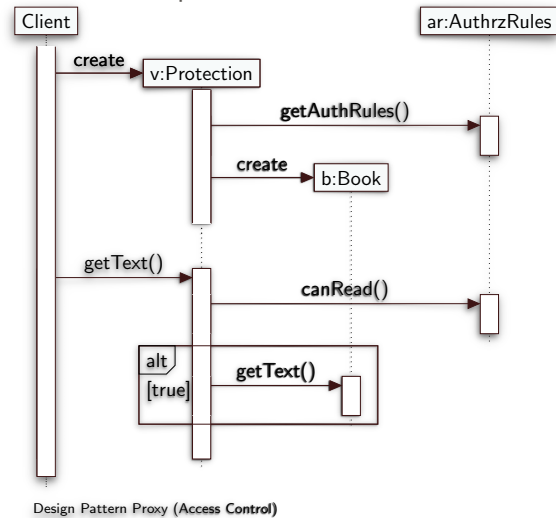 Client
ar:AuthrzRules
create
v:Protection
getAuthRules()
create
b:Book
getText()
canRead()
alt
getText()
[true]
Design Pattern Proxy (Access Control)